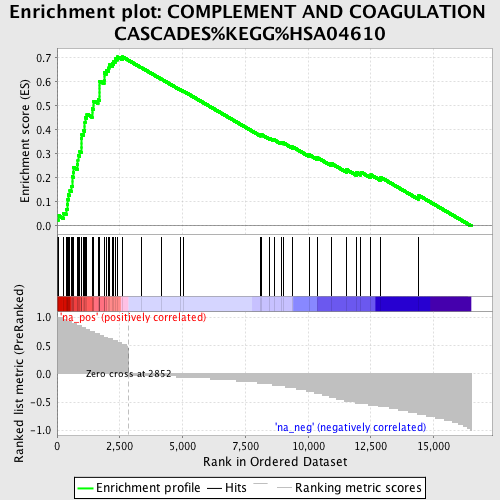 Enrichment plot: COMPLEMENT AND COAGULATION
CASCADES%KEGG%HSA04610
Enrichment score (ES)
0.7
0.6
0.5
0.4
0.3
0.2
0.1
0.0
Ranked list metric (PreRanked)
1.0
0.5
0.0
-0.5
-1.0
'na_pos' (positively correlated)
Zero cross at 2852
'na_neg' (negatively correlated)
0
2,500
5,000
7,500
10,000
12,500
15,000
Rank in Ordered Dataset
Enrichment profile
Hits
Ranking metric scores